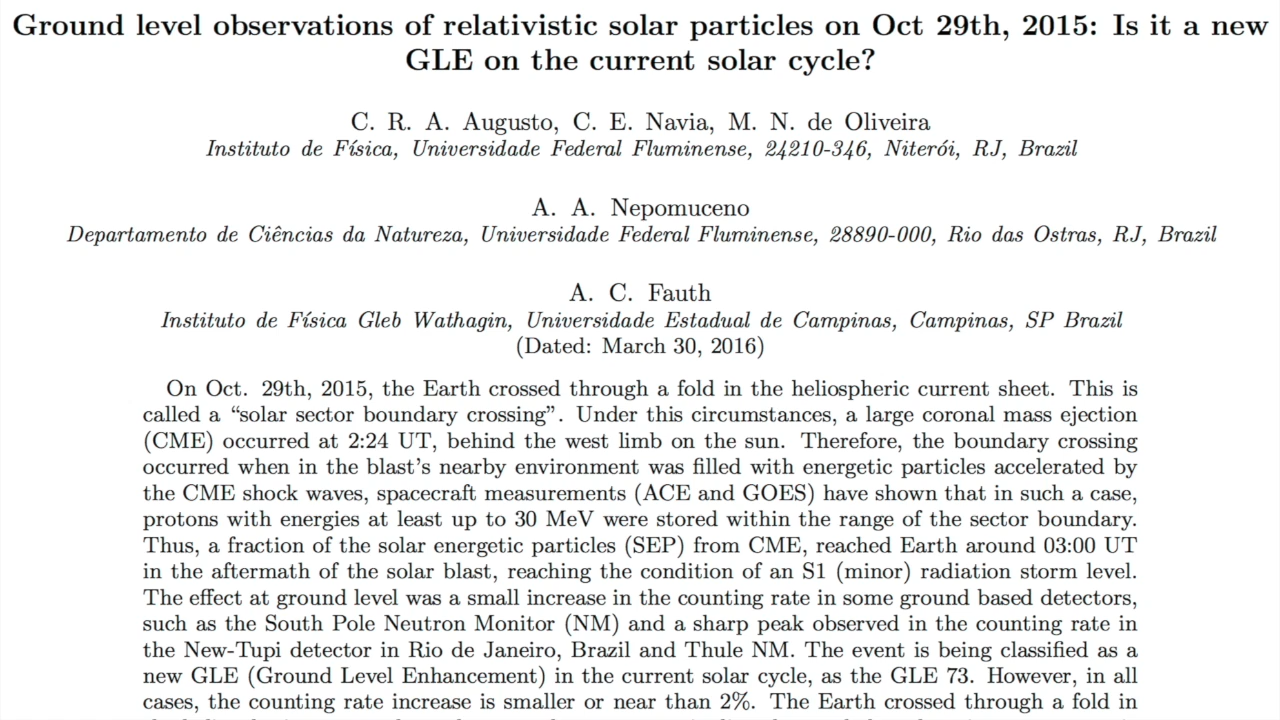 Ground level observations of relativistic solar particles on Oct 29th, 2015: Is it a new
GLE on the current solar cycle?
C. R. A. Augusto, C. E. Navia, M. N. de Oliveira
Instituto de Física, Universidade Federal Fluminense, 24210-346, Niterói, RJ, Brazil
A. A. Nepomuceno
Departamento de Ciências da Natureza, Universidade Federal Fluminense, 28890-000, Rio das Ostras, RJ, Brazil
A. C. Fauth
Instituto de Física Gleb Wathagin, Universidade Estadual de Campinas, Campinas, SP Brazil
(Dated: March 30, 2016)
On Oct. 29th, 2015, the Earth crossed through a fold in the heliospheric current sheet. This is
called a “solar sector boundary crossing”. Under this circumstances, a large coronal mass ejection
(CME) occurred at 2:24 UT, behind the west limb on the sun. Therefore, the boundary crossing
occurred when in the blast’s nearby environment was filled with energetic particles accelerated by
the CME shock waves, spacecraft measurements (ACE and GOES) have shown that in such a case,
protons with energies at least up to 30 MeV were stored within the range of the sector boundary.
Thus, a fraction of the solar energetic particles (SEP) from CME, reached Earth around 03:00 UT
in the aftermath of the solar blast, reaching the condition of an S1 (minor) radiation storm level.
The effect at ground level was a small increase in the counting rate in some ground based detectors,
such as the South Pole Neutron Monitor (NM) and a sharp peak observed in the counting rate in
the New-Tupi detector in Rio de Janeiro, Brazil and Thule NM. The event is being classified as a
new GLE (Ground Level Enhancement) in the current solar cycle, as the GLE 73. However, in all
cases, the counting rate increase is smaller or near than 2%. The Earth crossed through a fold in